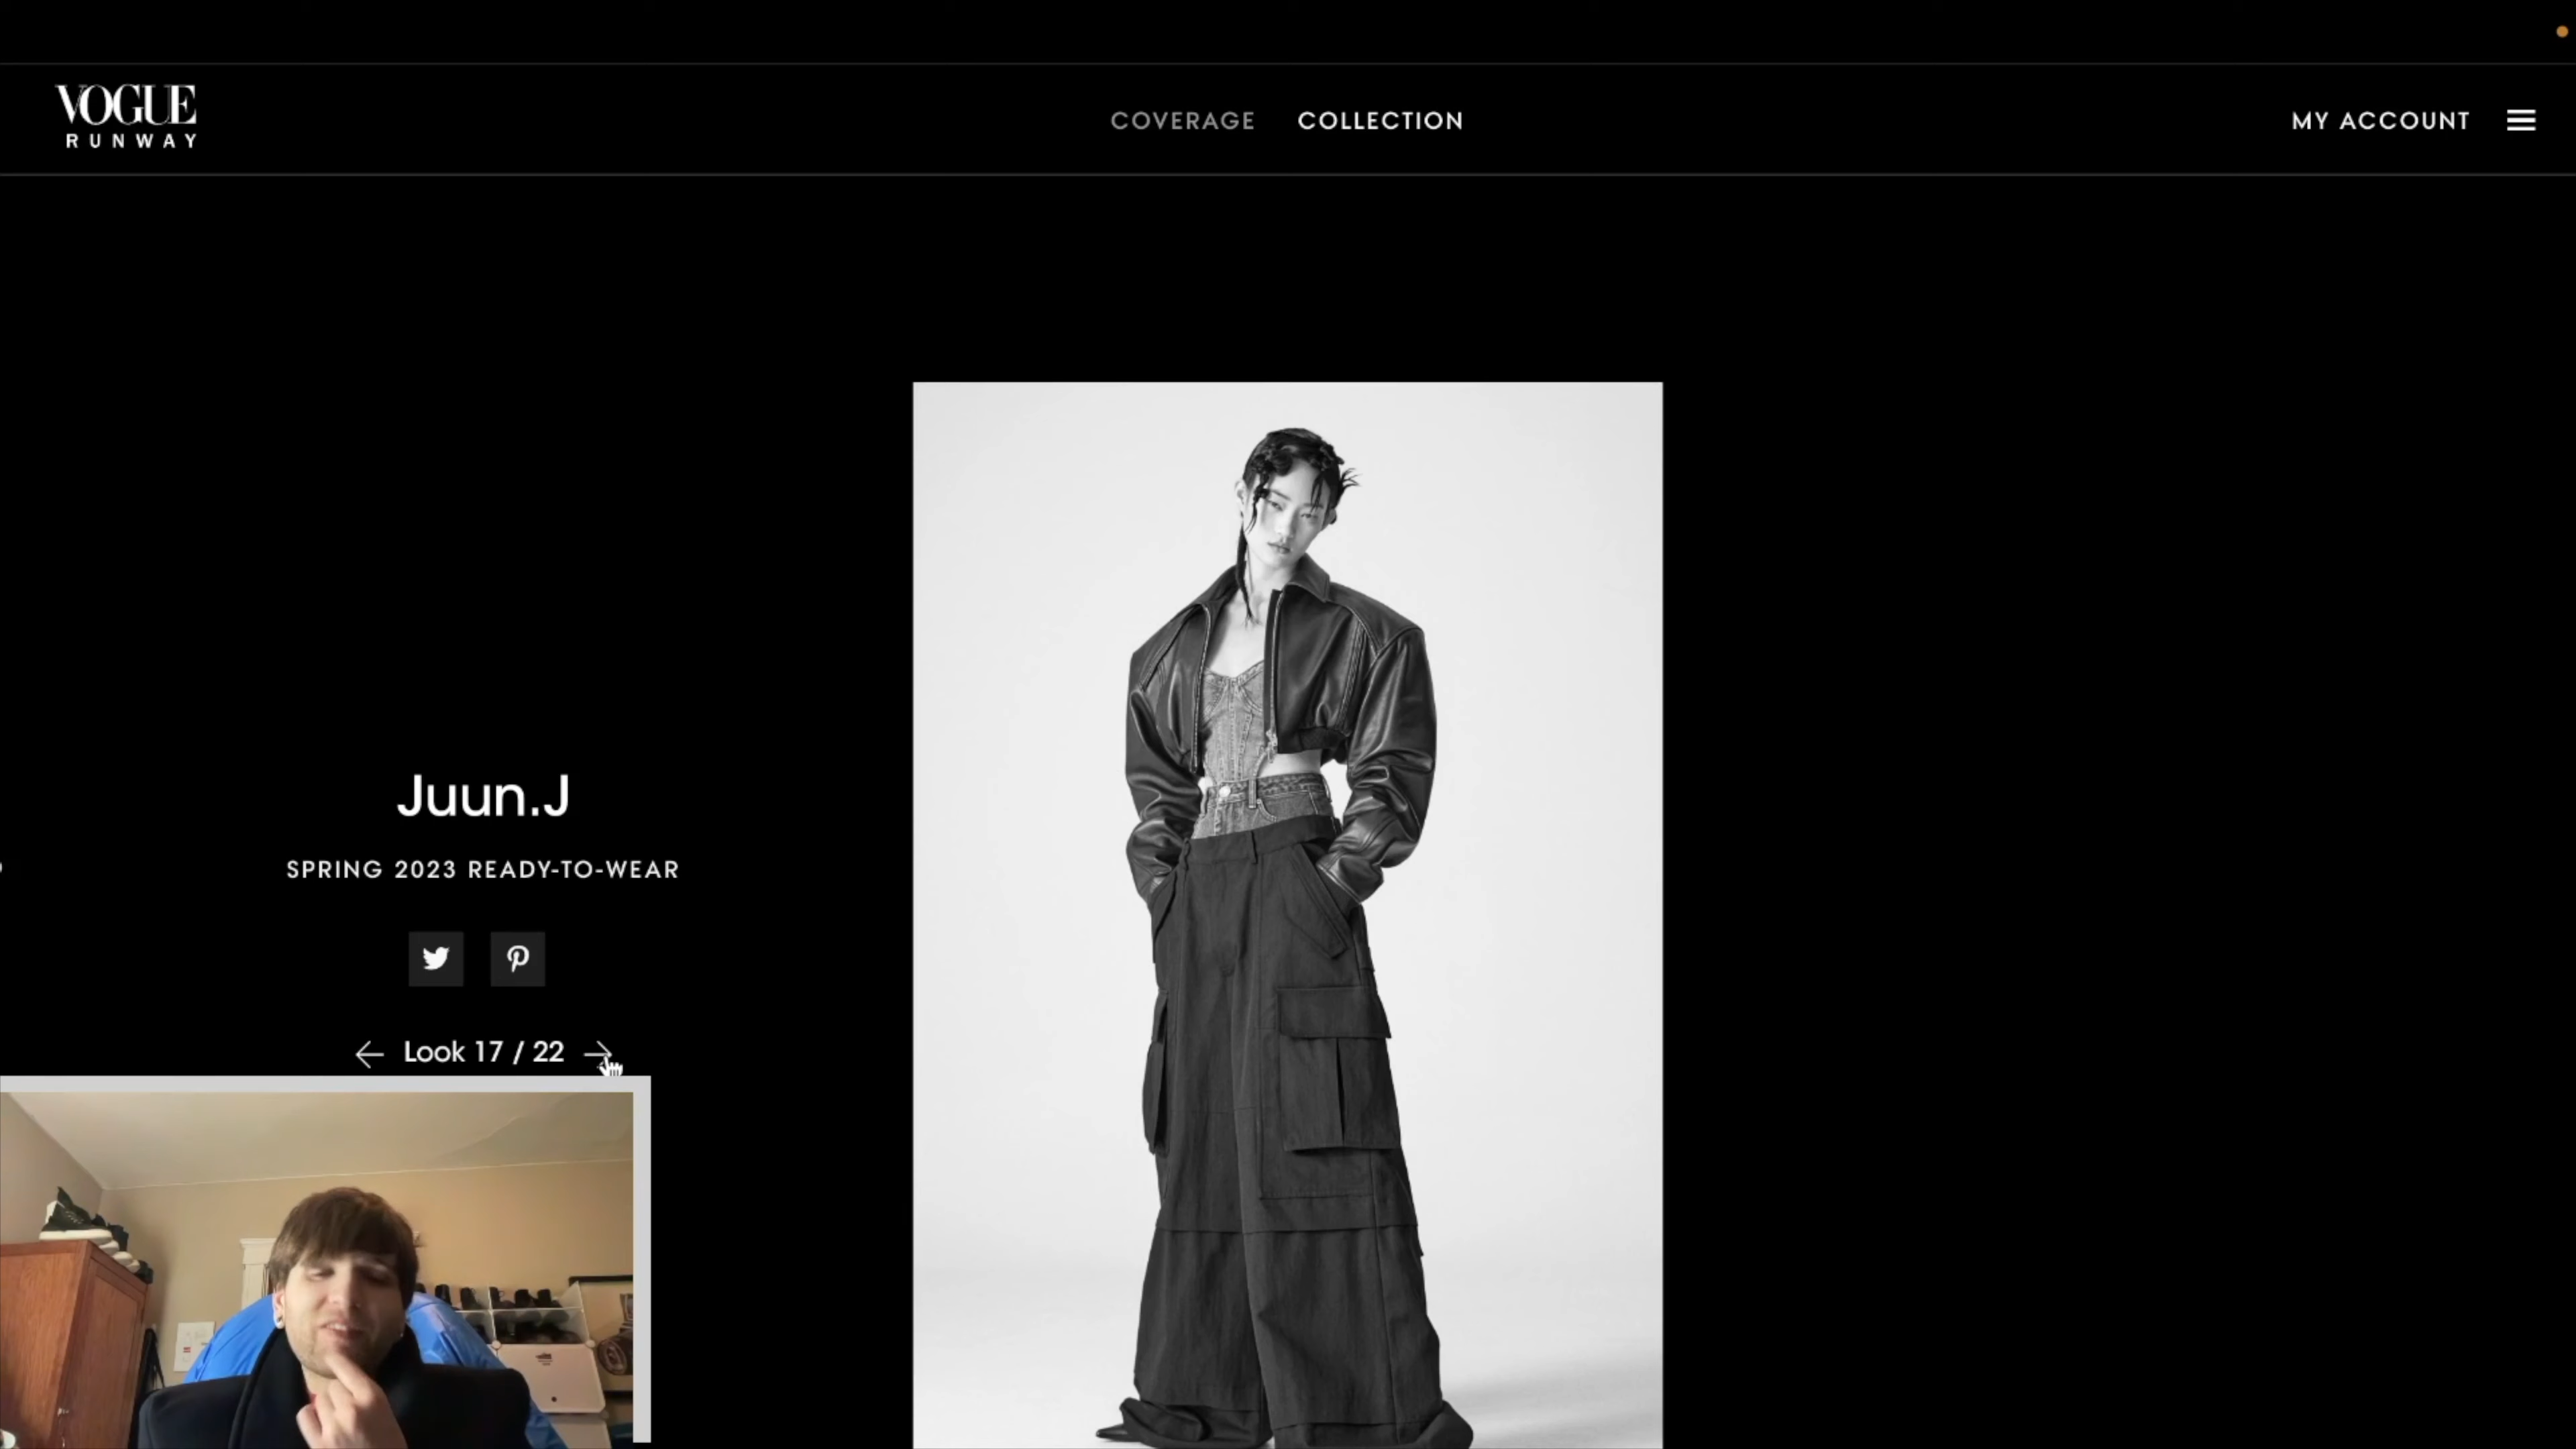 VOGUE
RUNWAY
COVERAGE COLLECTION
MY ACCOUNT
Juun.J
SPRING 2023 READY-TO-WEAR
Look 17 / 22